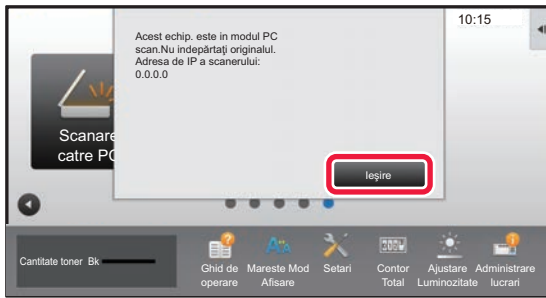 10:15
Acest echip. este in modul PC
scan.Nu indepărtaţi originalul.
Adresa de IP a scanerului:
0.0.0.0
Scanare
catre PC
Ieşire
Cantitate toner Bk
Ghid de
operare
Mareste Mod
Afisare
Setari
Contor
Total
Ajustare
Luminozitate
Administrare
lucrari